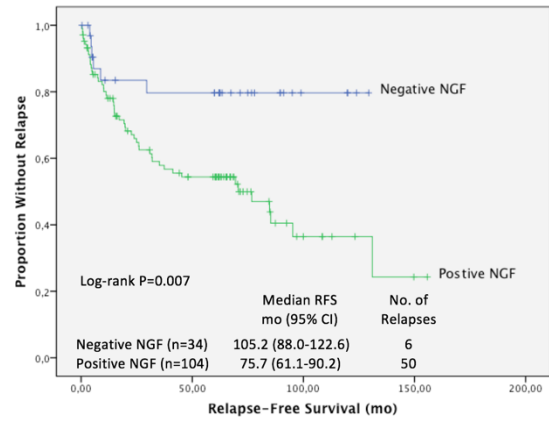 1,0
0,8
0,6
0,4
0,2
0,0
Proportion Without Relapse
Negative NGF
Postive NGF
Log-rank P=0.007
Median RFS No. of
mo (95% CI) Relapses
Negative NGF (n=34) 105.2 (88.0-122.6) 6
Positive NGF (n=104) 75.7 (61.1-90.2) 50
0,00 50,00 100,00 150,00 200,00
Relapse-Free Survival (mo)